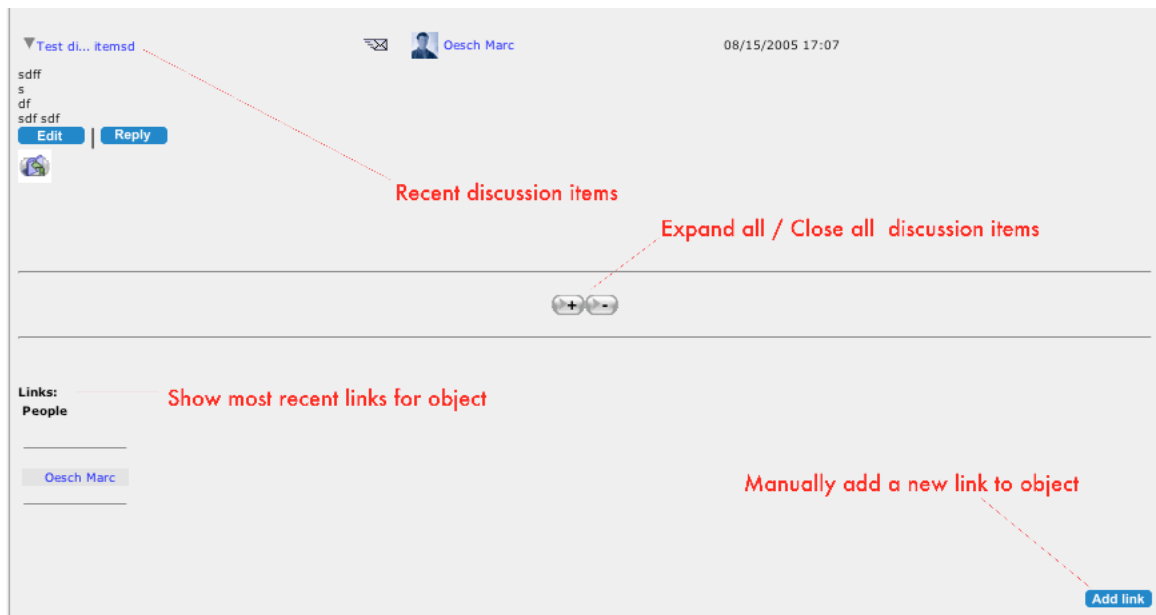 Test di... itemsd Oesch Marc 08/15/2005 17:07
sdff
s
df
sdf sdf
Edit | Reply
Recent discussion items
Expand all / Close all discussion items
+ -
Links:
Show most recent links for object
People
Oesch Marc
Manually add a new link to object
Add link